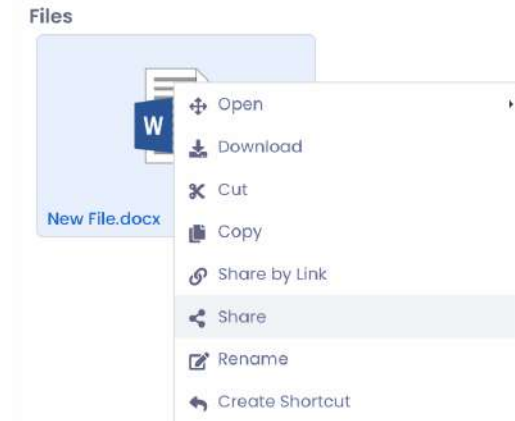 Files
W
New File.docx
Open
Download
Cut
Copy
Share by Link
Share
Rename
Create Shortcut